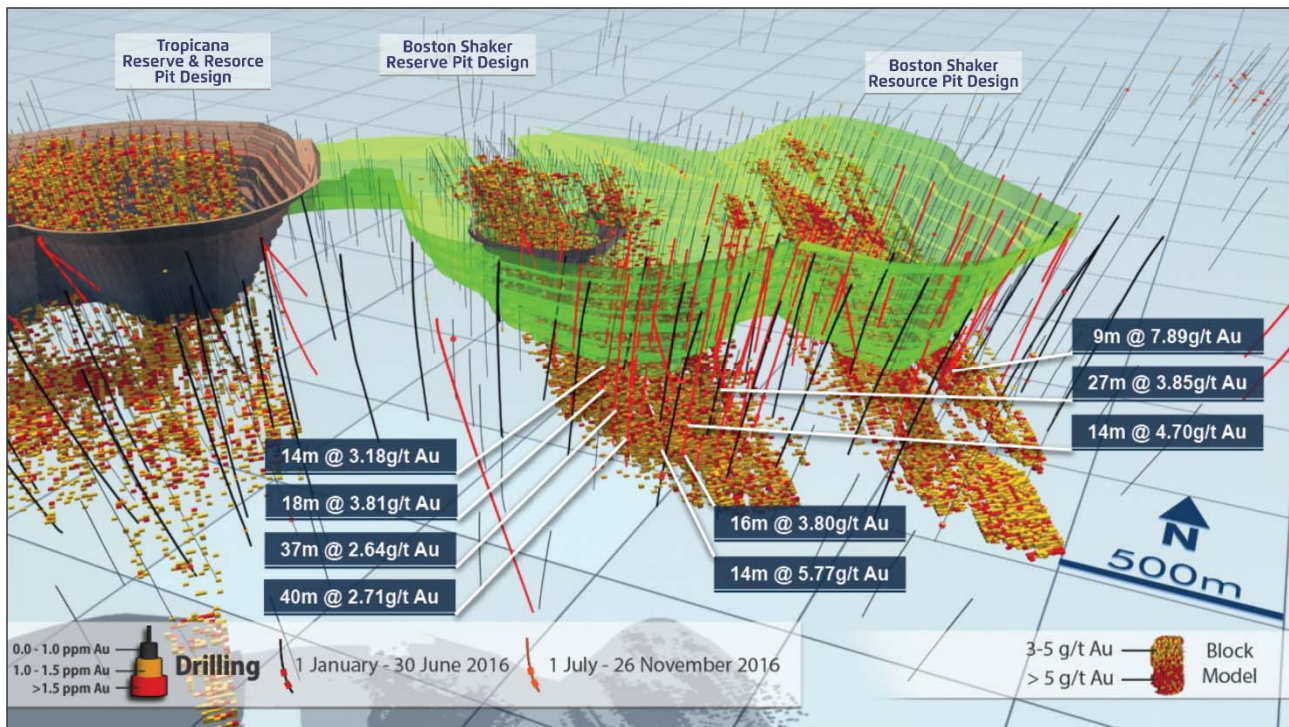 Tropicana
Reserve & Resorce
Pit Design
Boston Shaker
Reserve Pit Design
Boston Shaker
Resource Pit Design
9m @ 7.89g/t Au
27m @ 3.85g/t Au
14m @ 4.70g/t Au
14m @ 3.18g/t Au
18m @ 3.81g/t Au
37m @ 2.64g/t Au
40m @ 2.71g/t Au
16m @ 3.80g/t Au
14m @ 5.77g/t Au
N
500m
0.0 - 1.0 ppm Au
1.0 - 1.5 ppm Au
>1.5 ppm Au
Drilling
1 January - 30 June 2016
1 July - 26 November 2016
3-5 g/t Au
> 5 g/t Au
Block
Model